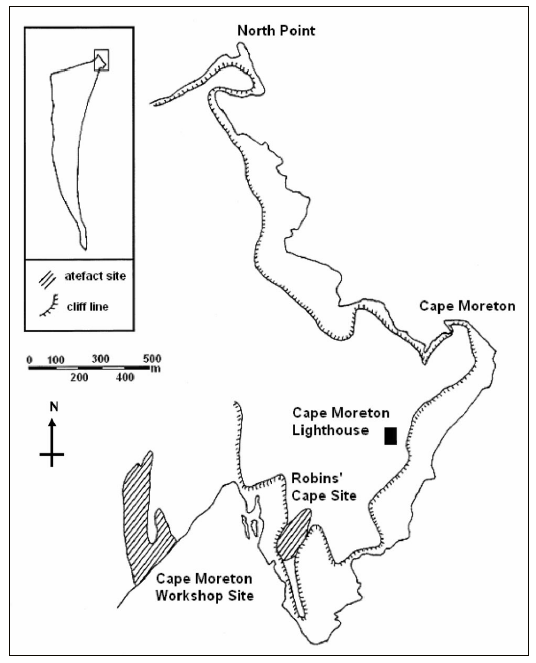 North Point
atefact site
cliff line
Cape Moreton
0 100 300 500
m
200 400
N
Cape Moreton
Lighthouse
Robins'
Cape Site
Cape Moreton
Workshop Site